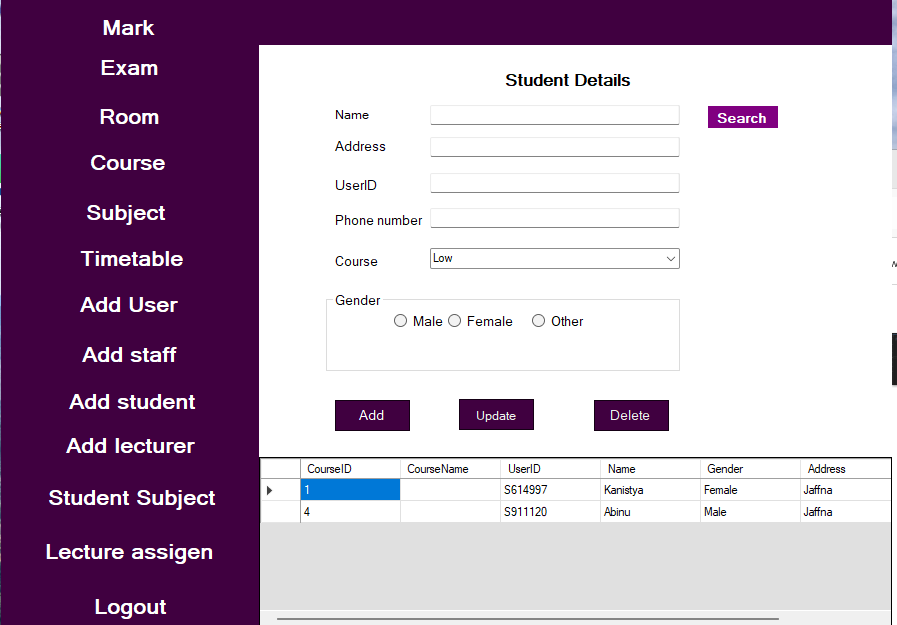 Mark
Exam
Room
Course
Subject
Timetable
Add User
Add staff
Add student
Add lecturer
Student Subject
Lecture assigen
Logout
Student Details
Name
Search
Address
UserID
Phone number
Course Low
Gender
Male Female Other
Add Update Delete
CourseID CourseName UserID Name Gender Address
1 S614997 Kanistya Female Jaffna
4 S911120 Abinu Male Jaffna